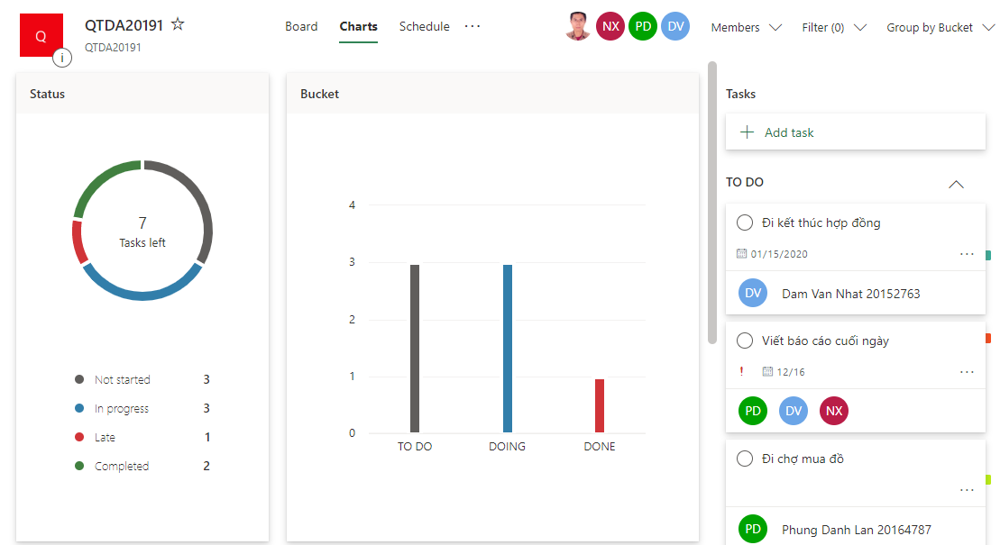 Q
i
QTDA20191
QTDA20191
Board Charts Schedule ...
NX PD DV
Members Filter (0) Group by Bucket
Status
7
Tasks left
Not started 3
In progress 3
Late 1
Completed 2
Bucket
4
3
2
1
0
TO DO DOING DONE
Tasks
+ Add task
TO DO
Đi kết thúc hợp đồng
01/15/2020 ...
DV Dam Van Nhat 20152763
Viết báo cáo cuối ngày
! 12/16 ...
PD DV NX
Đi chợ mua đồ
...
PD Phung Danh Lan 20164787